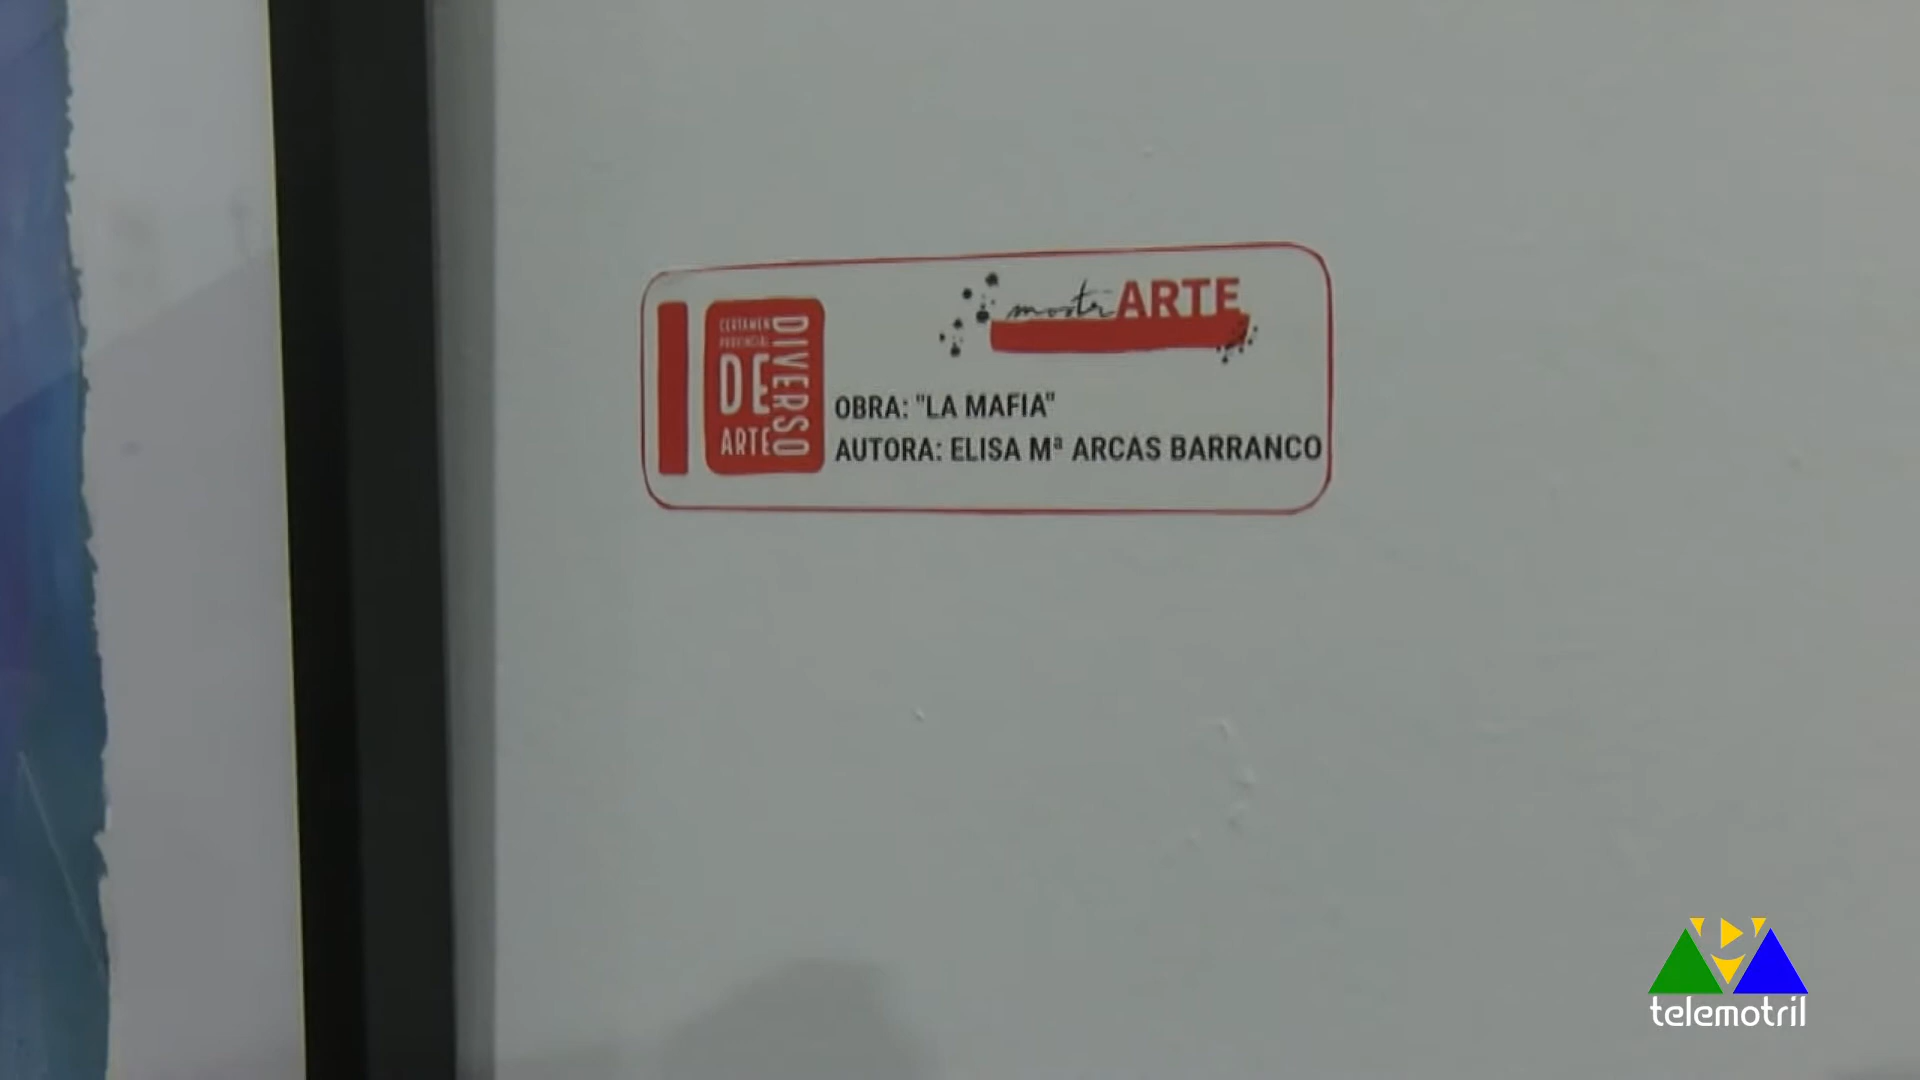 I
CERTAMEN
PROVINCIAL
DE
ARTE
DIVERSO
mostrARTE
OBRA: "LA MAFIA"
AUTORA: ELISA Mª ARCAS BARRANCO
telemotril